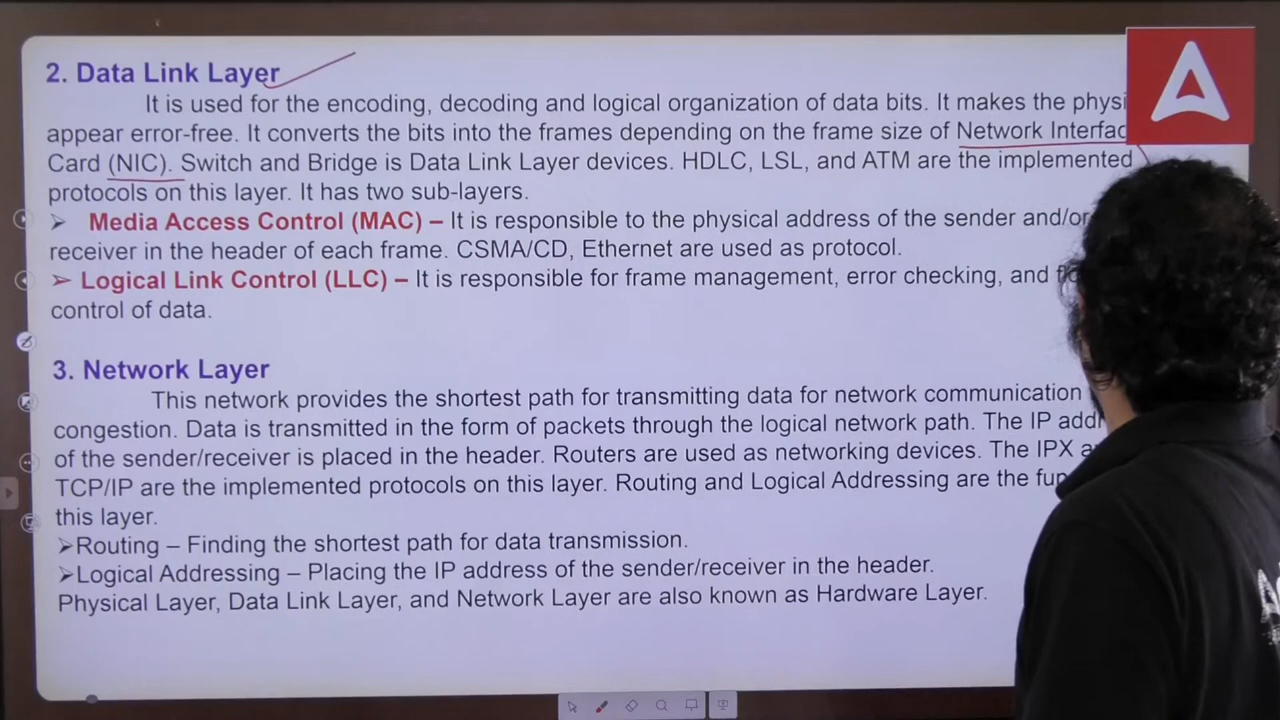 2. Data Link Layer
It is used for the encoding, decoding and logical organization of data bits. It makes the
appear error-free. It converts the bits into the frames depending on the frame size of Network
Card (NIC). Switch and Bridge is Data Link Layer devices. HDLC, LSL, and ATM are the implemented
protocols on this layer. It has two sub-layers.
➢ Media Access Control (MAC) – It is responsible to the physical address of the sender and/or
receiver in the header of each frame. CSMA/CD, Ethernet are used as protocol.
➢ Logical Link Control (LLC) – It is responsible for frame management, error checking, and
control of data.
3. Network Layer
This network provides the shortest path for transmitting data for network communication
congestion. Data is transmitted in the form of packets through the logical network path. The IP
of the sender/receiver is placed in the header. Routers are used as networking devices. The IPX
TCP/IP are the implemented protocols on this layer. Routing and Logical Addressing are the
this layer.
➢Routing – Finding the shortest path for data transmission.
➢Logical Addressing – Placing the IP address of the sender/receiver in the header.
Physical Layer, Data Link Layer, and Network Layer are also known as Hardware Layer.